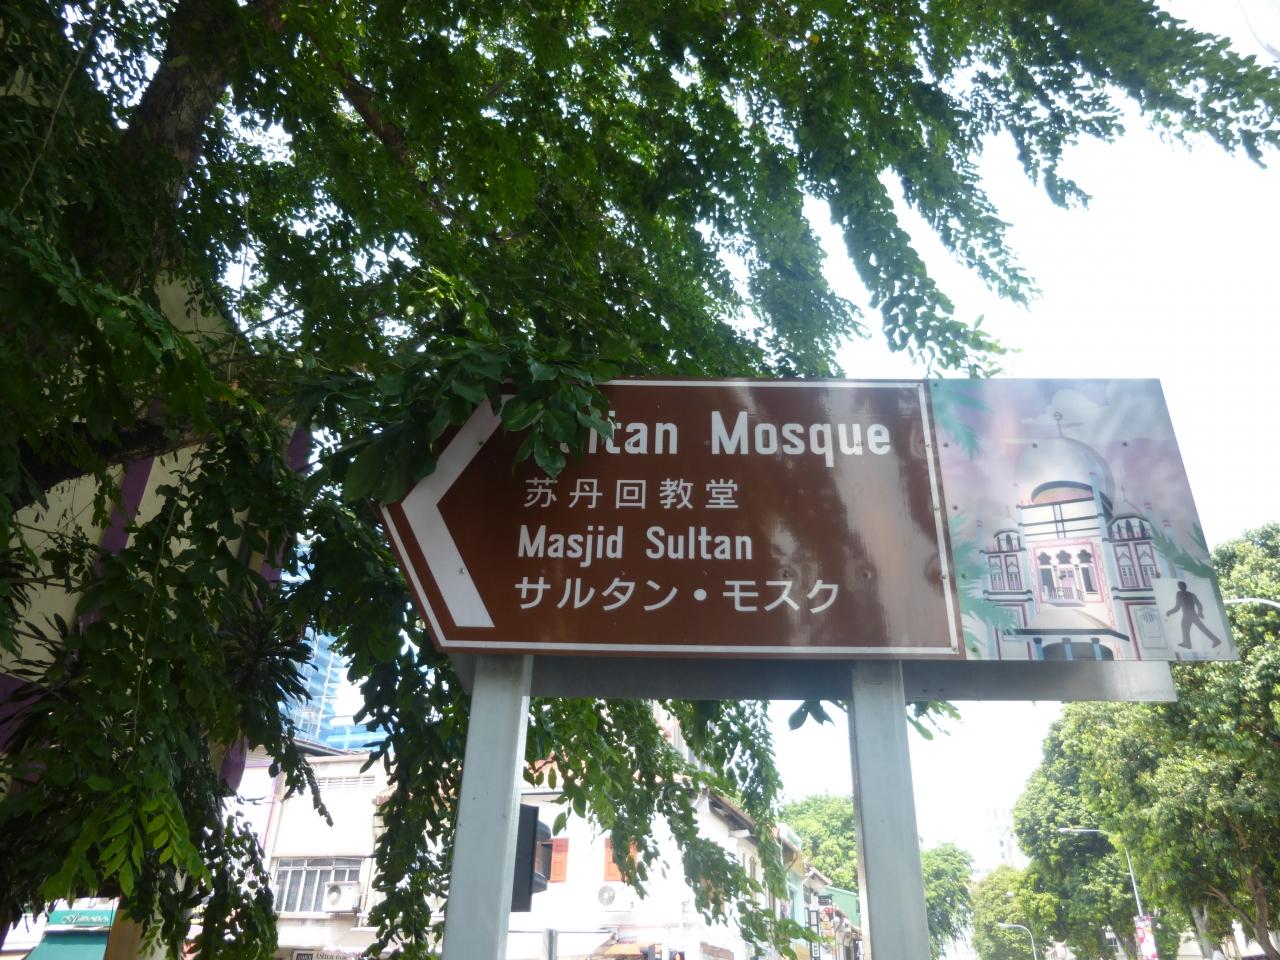 Mosque
苏丹回教堂
Masjid Sultan
サルタン・モスク